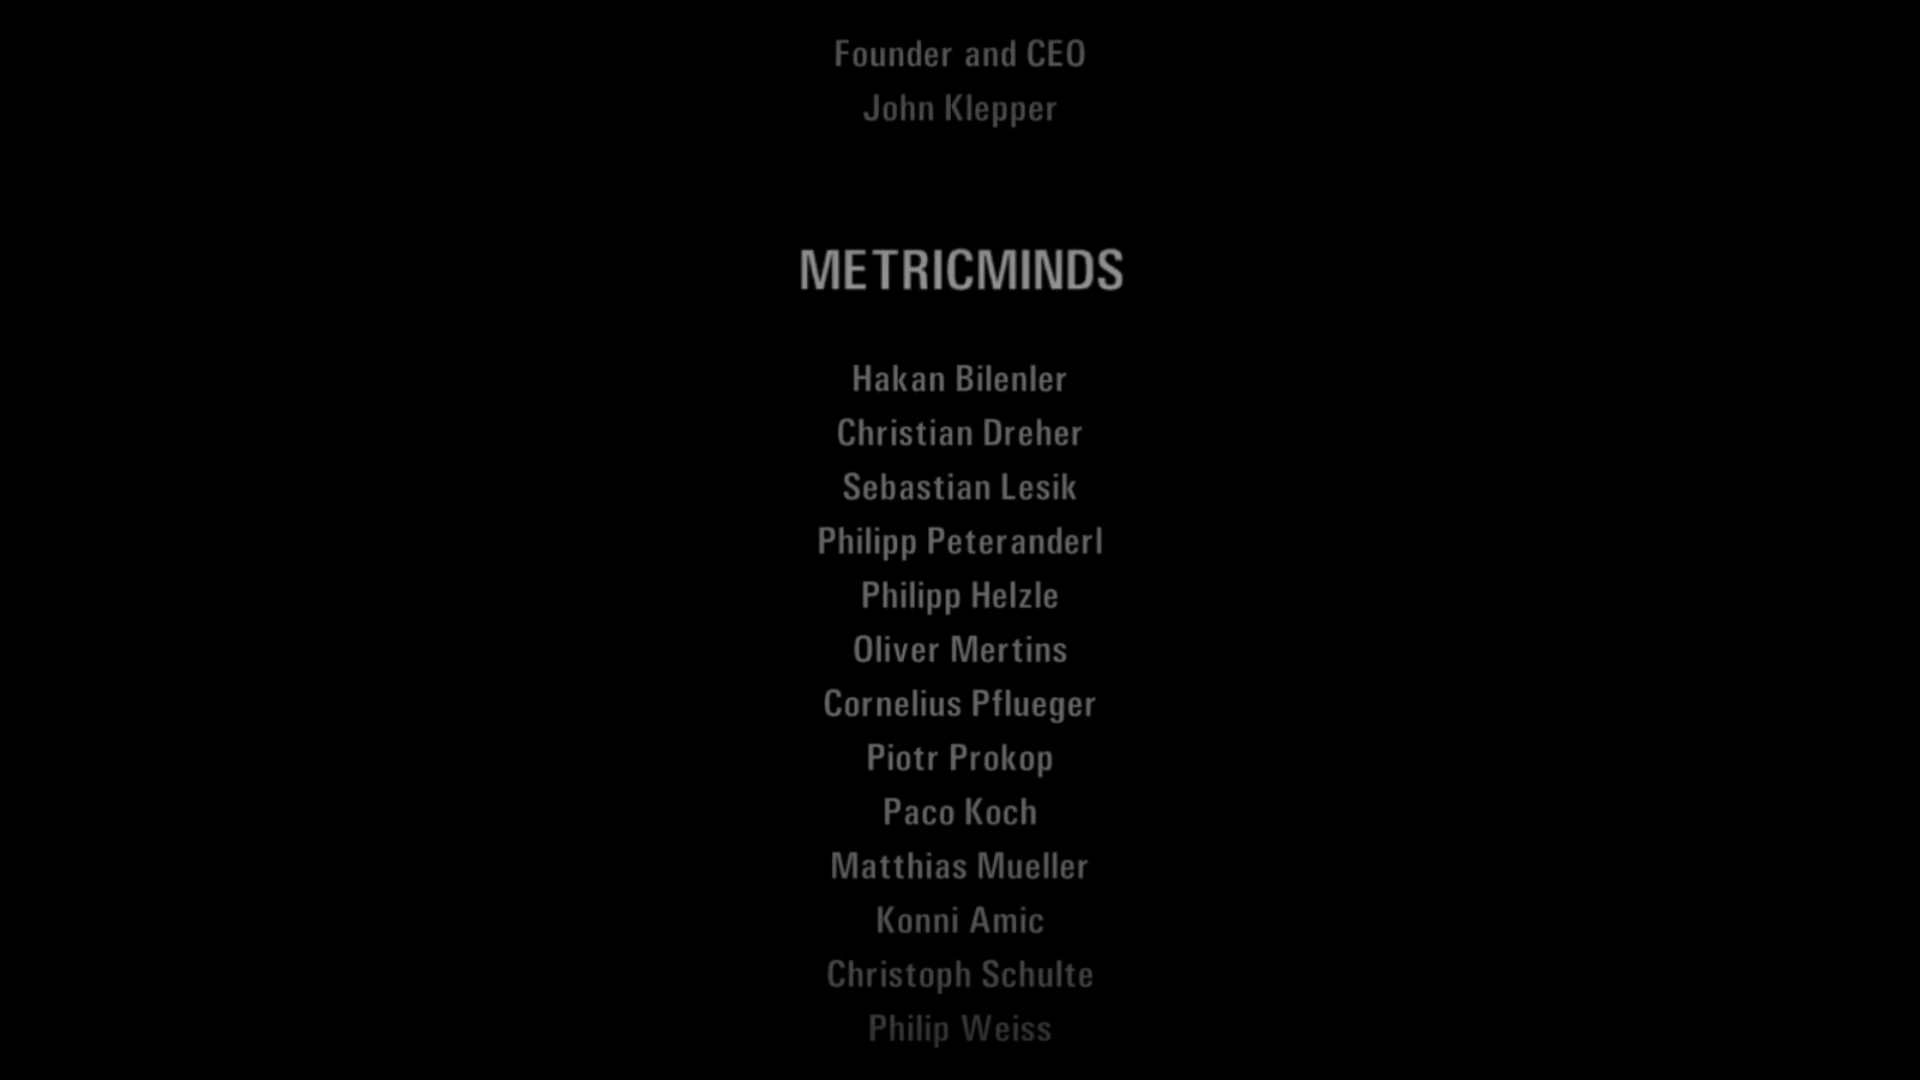 Founder and CEO
John Klepper
METRICMINDS
Hakan Bilenler
Christian Dreher
Sebastian Lesik
Philipp Peteranderl
Philipp Helzle
Oliver Mertins
Cornelius Pflueger
Piotr Prokop
Paco Koch
Matthias Mueller
Konni Amic
Christoph Schulte
Philip Weiss